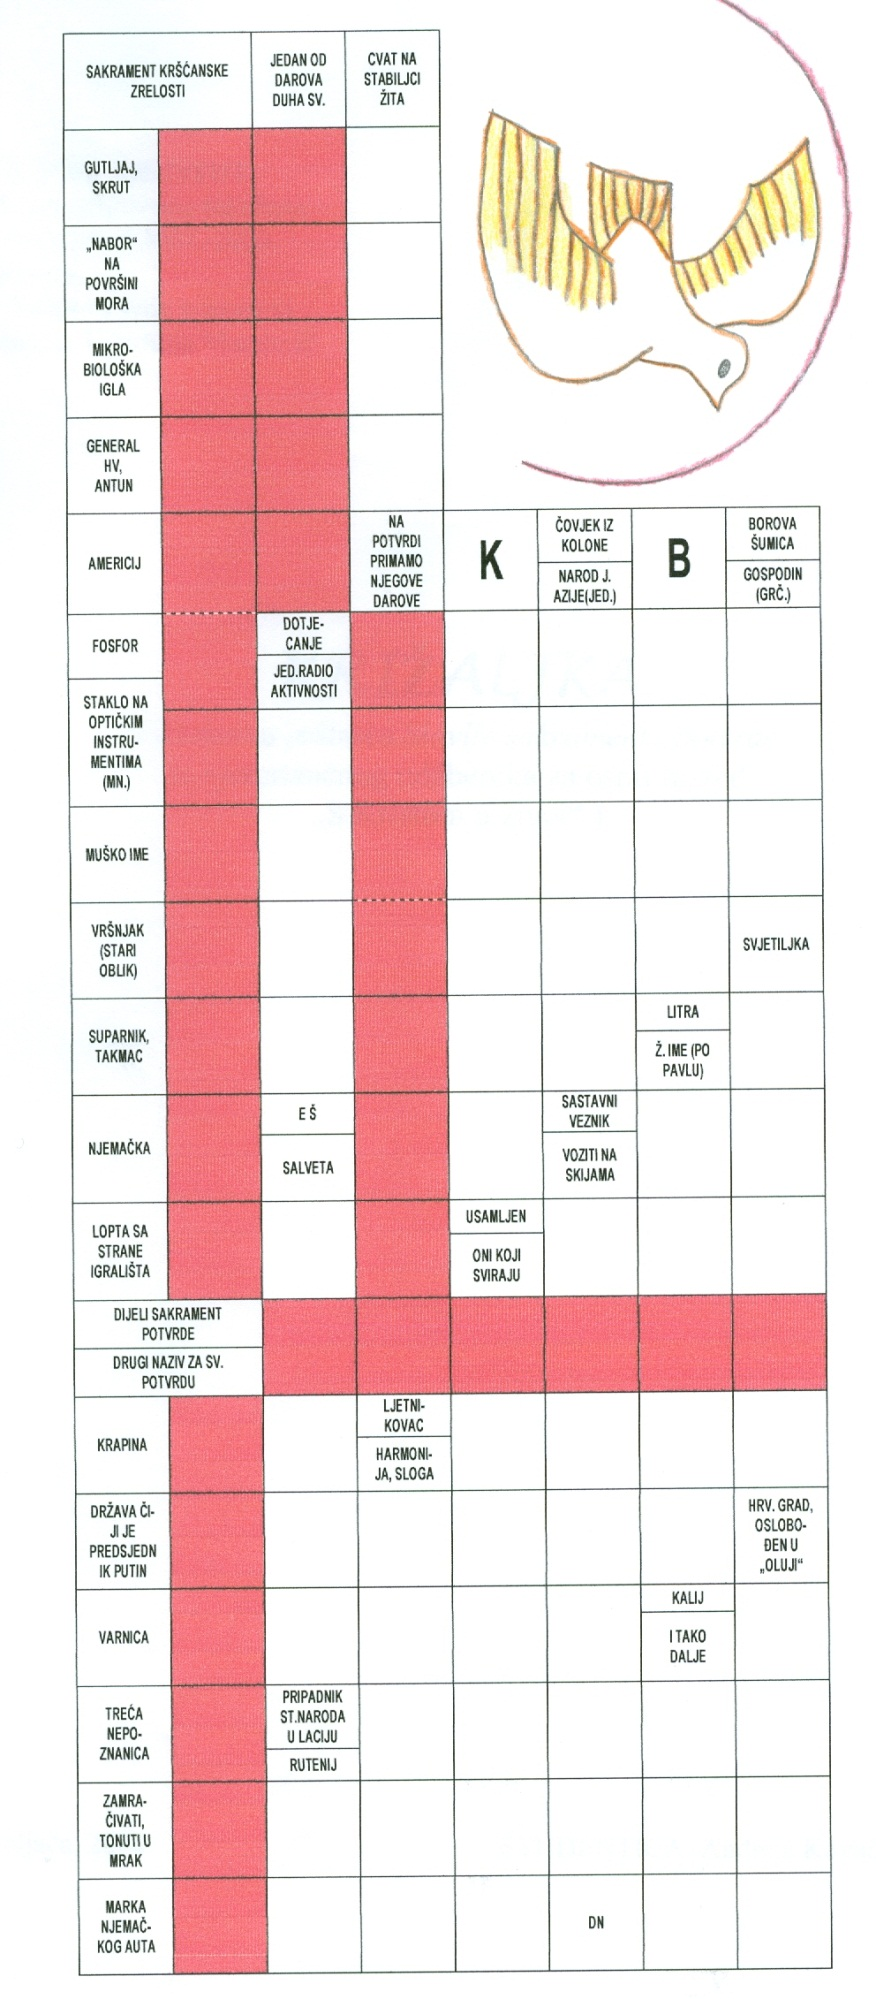 SAKRAMENT KRŠĆANSKE
ZRELOSTI
JEDAN OD
DAROVA
DUHA SV.
CVAT NA
STABILJCI
ŽITA
GUTLJAJ,
SKRUT
„NABOR“
NA
POVRŠINI
MORA
MIKRO-
BIOLOŠKA
IGLA
GENERAL
HV,
ANTUN
AMERICIJ
NA
POTVRDI
PRIMAMO
NJEGOVE
DAROVE
K
ČOVJEK IZ
KOLONE
NAROD J.
AZIJE(JED.)
B
BOROVA
ŠUMICA
GOSPODIN
(GRČ.)
FOSFOR
DOTJE-
CANJE
JED.RADIO
AKTIVNOSTI
STAKLO NA
OPTIČKIM
INSTRU-
MENTIMA
(MN.)
MUŠKO IME
VRŠNJAK
(STARI
OBLIK)
SVJETILJKA
SUPARNIK,
TAKMAC
LITRA
Ž. IME (PO
PAVLU)
NJEMAČKA
E Š
SALVETA
SASTAVNI
VEZNIK
VOZITI NA
SKIJAMA
LOPTA SA
STRANE
IGRALIŠTA
USAMLJEN
ONI KOJI
SVIRAJU
DIJELI SAKRAMENT
POTVRDE
DRUGI NAZIV ZA SV.
POTVRDU
KRAPINA
LJETNI-
KOVAC
HARMONI-
JA, SLOGA
DRŽAVA ČI-
JI JE
PREDSJEDN
IK PUTIN
HRV. GRAD,
OSLOBO-
ĐEN U
„OLUJI“
VARNICA
KALIJ
I TAKO
DALJE
TREĆA
NEPO-
ZNANICA
PRIPADNIK
ST.NARODA
U LACIJU
RUTENIJ
ZAMRA-
ČIVATI,
TONUTI U
MRAK
MARKA
NJEMAČ-
KOG AUTA
DN